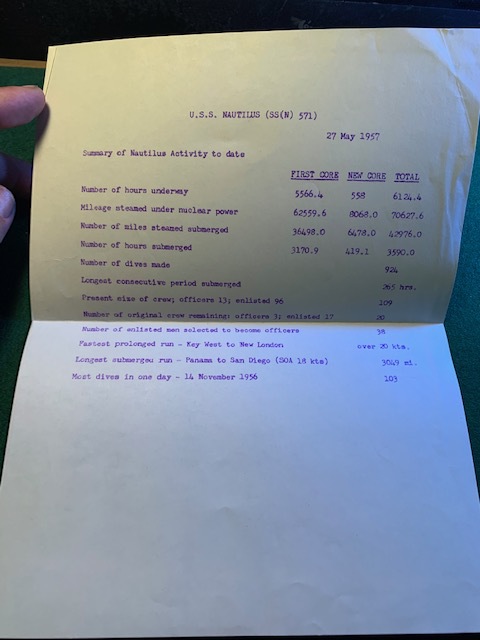 U.S.S. NAUTILUS (SS(N) 571)
27 May 1957
Summary of Nautilus Activity to date
FIRST CORE NEW CORE TOTAL
Number of hours underway 5566.4 558 6124.4
Mileage steamed under nuclear power 62559.6 8068.0 70627.6
Number of miles steamed submerged 36498.0 6478.0 42976.0
Number of hours submerged 3170.9 419.1 3590.0
Number of dives made 924
Longest consecutive period submerged 265 hrs.
Present size of crew; officers 13; enlisted 96 109
Number of original crew remaining: officers 3; enlisted 17 20
Number of enlisted men selected to become officers 38
Fastest prolonged run - Key West to New London over 20 kts.
Longest submerged run - Panama to San Diego (SOA 18 kts) 3049 mi.
Most dives in one day - 14 November 1956 103